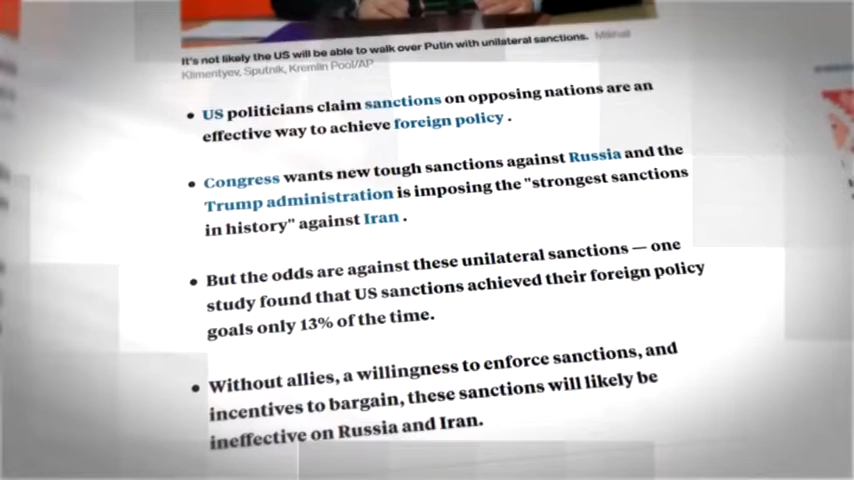 It's not likely the US will be able to walk over Putin with unilateral sanctions. Mikhail
Klimentyev, Sputnik, Kremlin Pool/AP
• US politicians claim sanctions on opposing nations are an
effective way to achieve foreign policy .
• Congress wants new tough sanctions against Russia and the
Trump administration is imposing the "strongest sanctions
in history" against Iran .
• But the odds are against these unilateral sanctions — one
study found that US sanctions achieved their foreign policy
goals only 13% of the time.
• Without allies, a willingness to enforce sanctions, and
incentives to bargain, these sanctions will likely be
ineffective on Russia and Iran.